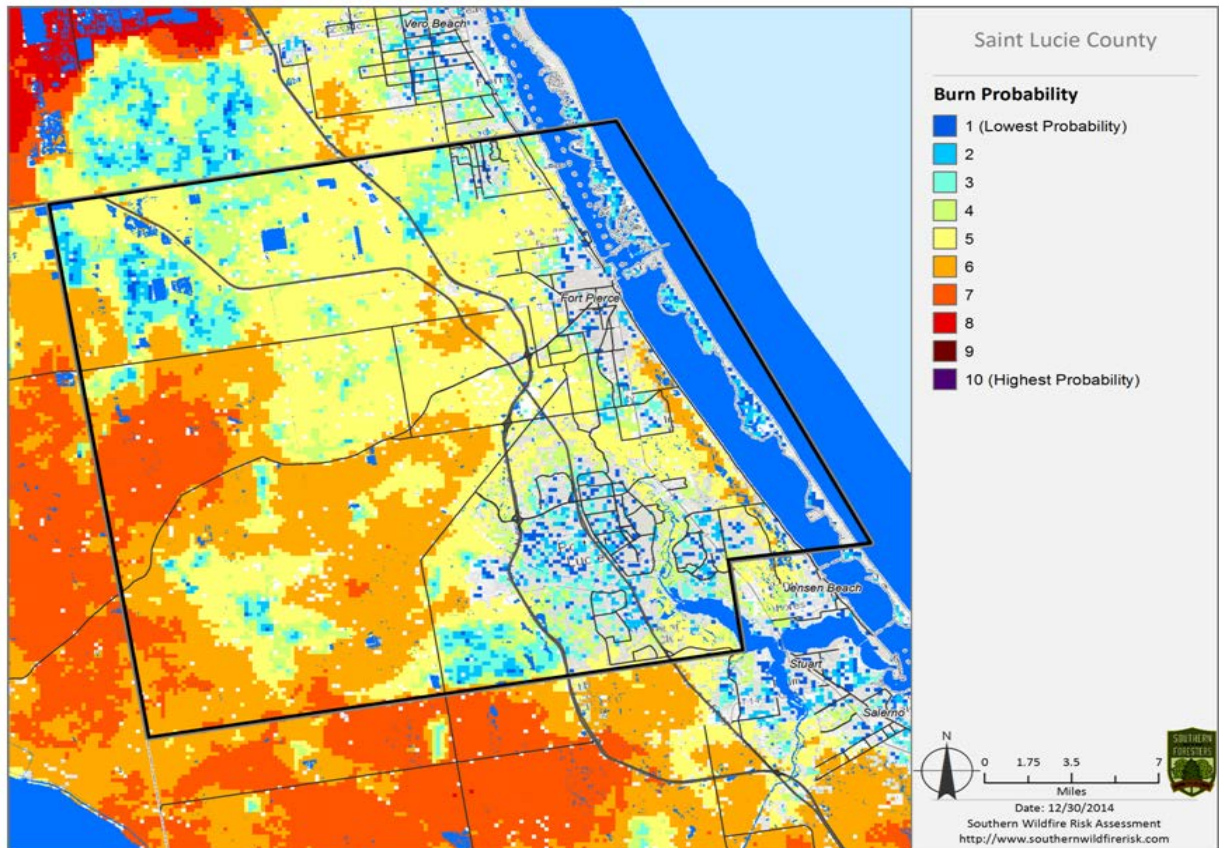 Saint Lucie County
Burn Probability
1 (Lowest Probability)
2
3
4
5
6
7
8
9
10 (Highest Probability)
Vero Beach
Fort Pierce
Jensen Beach
Stuart
Salerno
N
0 1.75 3.5 7
Miles
Date: 12/30/2014
Southern Wildfire Risk Assessment
http://www.southernwildfirerisk.com
SOUTHERN
FORESTERS